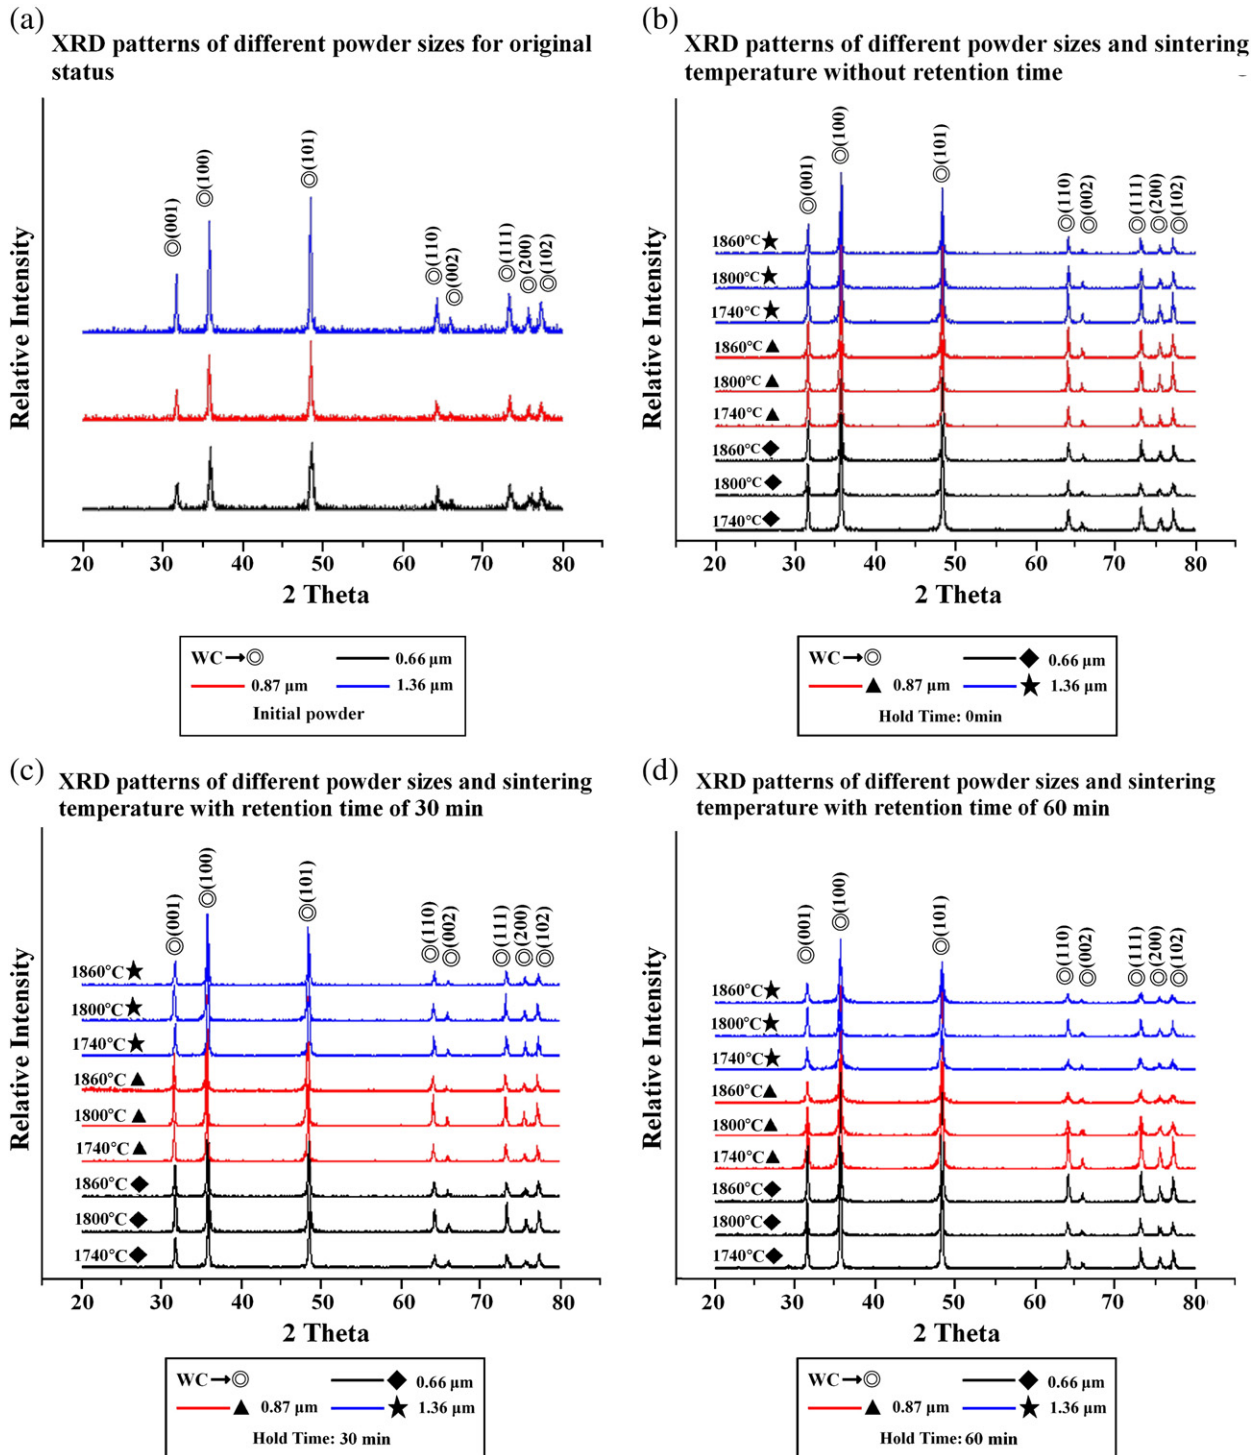 (a)
XRD patterns of different powder sizes for original
status
Relative Intensity
(001)
(100)
(101)
(110)
(002)
(111)
(200)
(102)
20 30 40 50 60 70 80
2 Theta
WC→◎ 0.66 µm
0.87 µm 1.36 µm
Initial powder
(b)
XRD patterns of different powder sizes and sintering
temperature without retention time
Relative Intensity
(001)
(100)
(101)
(110)
(002)
(111)
(200)
(102)
1860°C★
1800°C★
1740°C★
1860°C▲
1800°C▲
1740°C▲
1860°C◆
1800°C◆
1740°C◆
20 30 40 50 60 70 80
2 Theta
WC→◎ ◆ 0.66 µm
▲ 0.87 µm ★ 1.36 µm
Hold Time: 0min
(c)
XRD patterns of different powder sizes and sintering
temperature with retention time of 30 min
Relative Intensity
(001)
(100)
(101)
(110)
(002)
(111)
(200)
(102)
1860°C★
1800°C★
1740°C★
1860°C▲
1800°C▲
1740°C▲
1860°C◆
1800°C◆
1740°C◆
20 30 40 50 60 70 80
2 Theta
WC→◎ ◆ 0.66 µm
▲ 0.87 µm ★ 1.36 µm
Hold Time: 30 min
(d)
XRD patterns of different powder sizes and sintering
temperature with retention time of 60 min
Relative Intensity
(001)
(100)
(101)
(110)
(002)
(111)
(200)
(102)
1860°C★
1800°C★
1740°C★
1860°C▲
1800°C▲
1740°C▲
1860°C◆
1800°C◆
1740°C◆
20 30 40 50 60 70 80
2 Theta
WC→◎ ◆ 0.66 µm
▲ 0.87 µm ★ 1.36 µm
Hold Time: 60 min